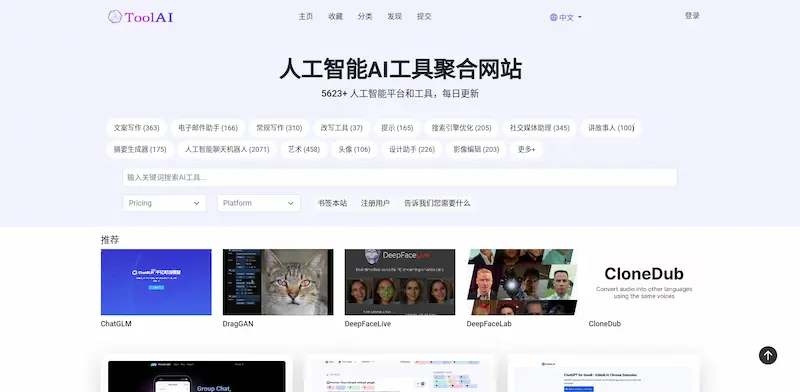 ToolAI
主页 收藏 分类 发现 提交
中文
登录
人工智能AI工具聚合网站
5623+ 人工智能平台和工具，每日更新
文案写作 (363) 电子邮件助手 (166) 常规写作 (310) 改写工具 (37) 提示 (165) 搜索引擎优化 (205) 社交媒体助理 (345) 讲故事人 (100)
摘要生成器 (175) 人工智能聊天机器人 (2071) 艺术 (458) 头像 (106) 设计助手 (226) 影像编辑 (203) 更多+
输入关键词搜索AI工具...
Pricing Platform 书签本站 注册用户 告诉我们您需要什么
推荐
DeepFaceLive
CloneDub
Convert audio into other languages
using the same voices
ChatGLM DragGAN DeepFaceLive DeepFaceLab CloneDub
Group Chat,
ChatGPT for Gmail